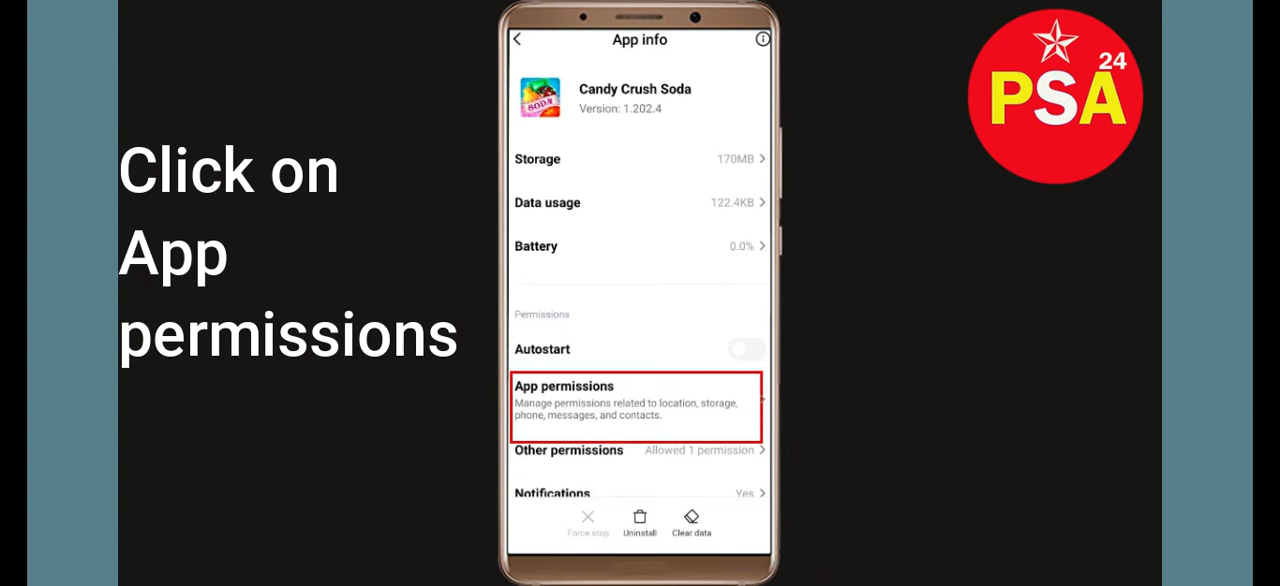 Click on
App
permissions
App info
Candy Crush Soda
Version: 1.202.4
SODA
Storage 170MB
Data usage 122.4KB
Battery 0.0%
Permissions
Autostart
App permissions
Manage permissions related to location, storage,
phone, messages, and contacts.
Other permissions Allowed 1 permission
Notifications Yes
Force stop Uninstall Clear data
24
PSA